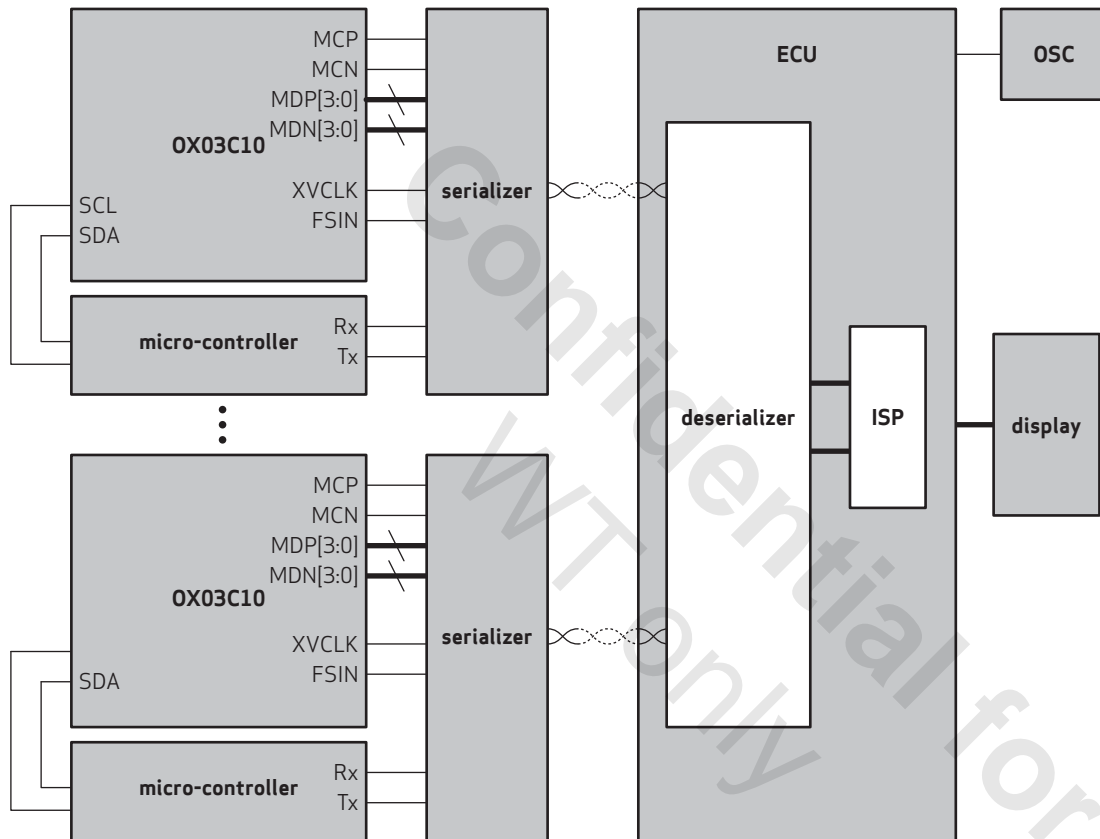 MCP
MCN
MDP[3:0]
MDN[3:0]
OX03C10
XVCLK
FSIN
SCL
SDA
serializer
micro-controller
Rx
Tx
ECU
OSC
deserializer
ISP
display
MCP
MCN
MDP[3:0]
MDN[3:0]
OX03C10
XVCLK
FSIN
SDA
serializer
micro-controller
Rx
Tx
Confidential for
WT only